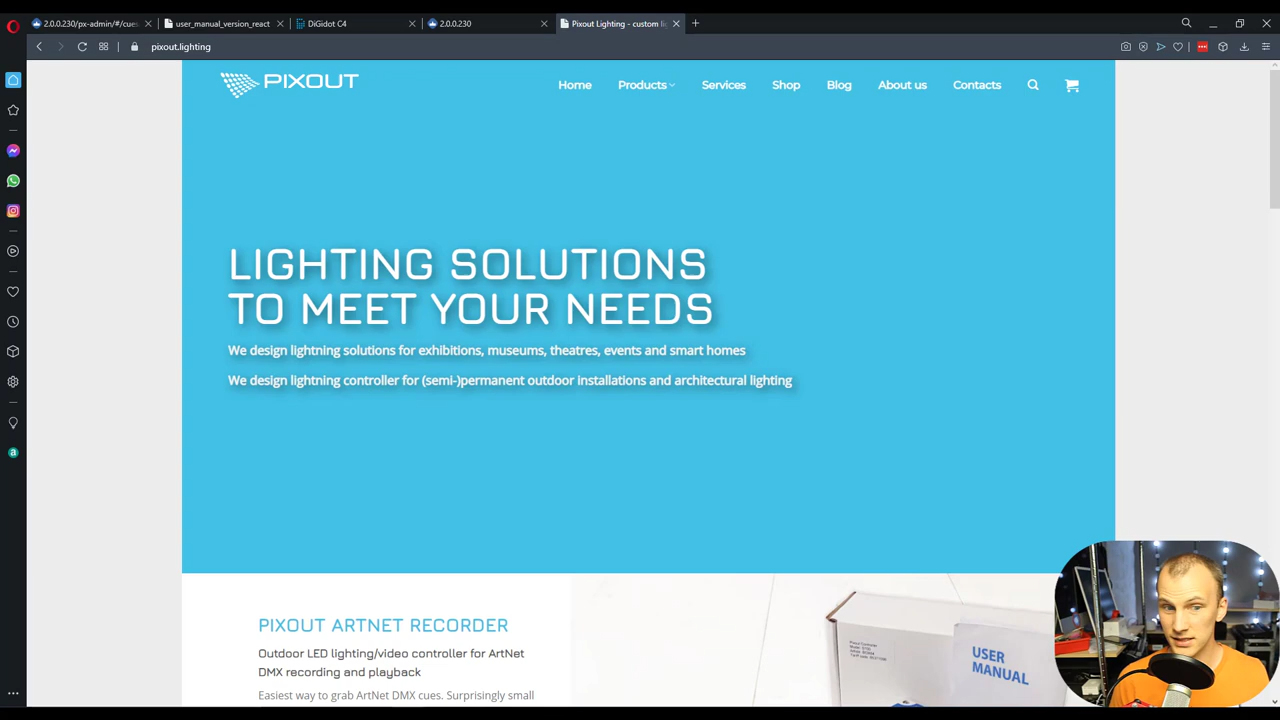 2.0.0.230/px-admin/#/cues
user_manual_version_react
DiGidot C4
2.0.0.230
Pixout Lighting - custom li
pixout.lighting
PIXOUT
Home
Products
Services
Shop
Blog
About us
Contacts
LIGHTING SOLUTIONS
TO MEET YOUR NEEDS
We design lightning solutions for exhibitions, museums, theatres, events and smart homes
We design lightning controller for (semi-)permanent outdoor installations and architectural lighting
PIXOUT ARTNET RECORDER
Outdoor LED lighting/video controller for ArtNet
DMX recording and playback
Easiest way to grab ArtNet DMX cues. Surprisingly small
USER
MANUAL